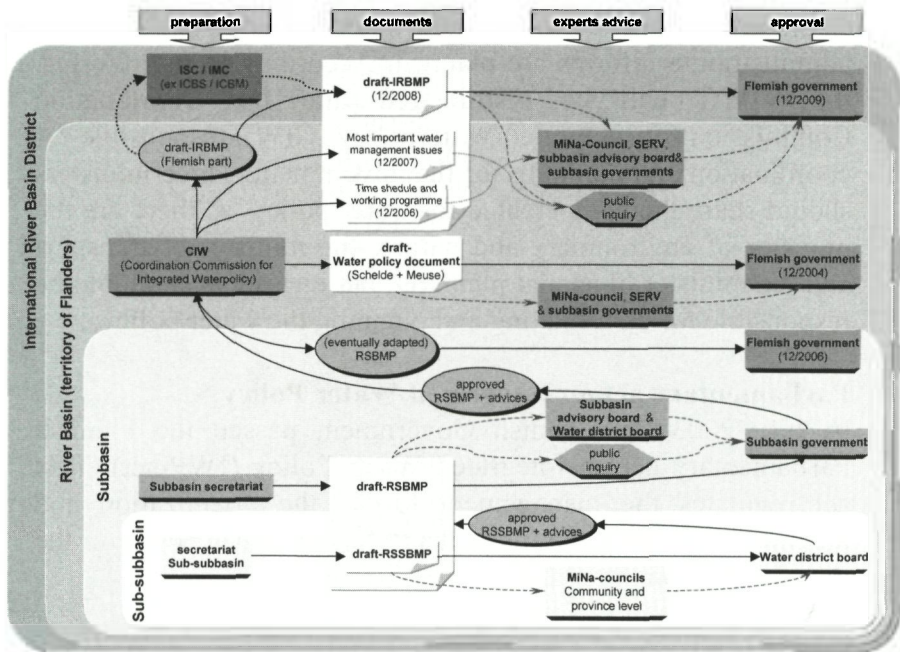 preparation
documents
experts advice
approval
International River Basin District
River Basin (territory of Flanders)
Subbasin
Sub-subbasin
ISC / IMC
(ex ICBS / ICBM)
draft-IRBMP
(12/2008)
Flemish government
(12/2009)
draft-IRBMP
(Flemish part)
Most important water
management issues
(12/2007)
MiNa-Council, SERV,
subbasin advisory board&
subbasin governments
Time shedule and
working programme
(12/2006)
public
inquiry
CIW
(Coordination Commission for
Integrated Waterpolicy)
draft-
Water policy document
(Schelde + Meuse)
Flemish government
(12/2004)
MiNa-council, SERV
& subbasin governments
(eventually adapted)
RSBMP
Flemish government
(12/2006)
approved
RSBMP + advices
Subbasin
advisory board &
Water district board
Subbasin government
public
inquiry
Subbasin secretariat
draft-RSBMP
approved
RSSBMP + advices
secretariat
Sub-subbasin
draft-RSSBMP
Water district board
MiNa-councils
Community and
province level